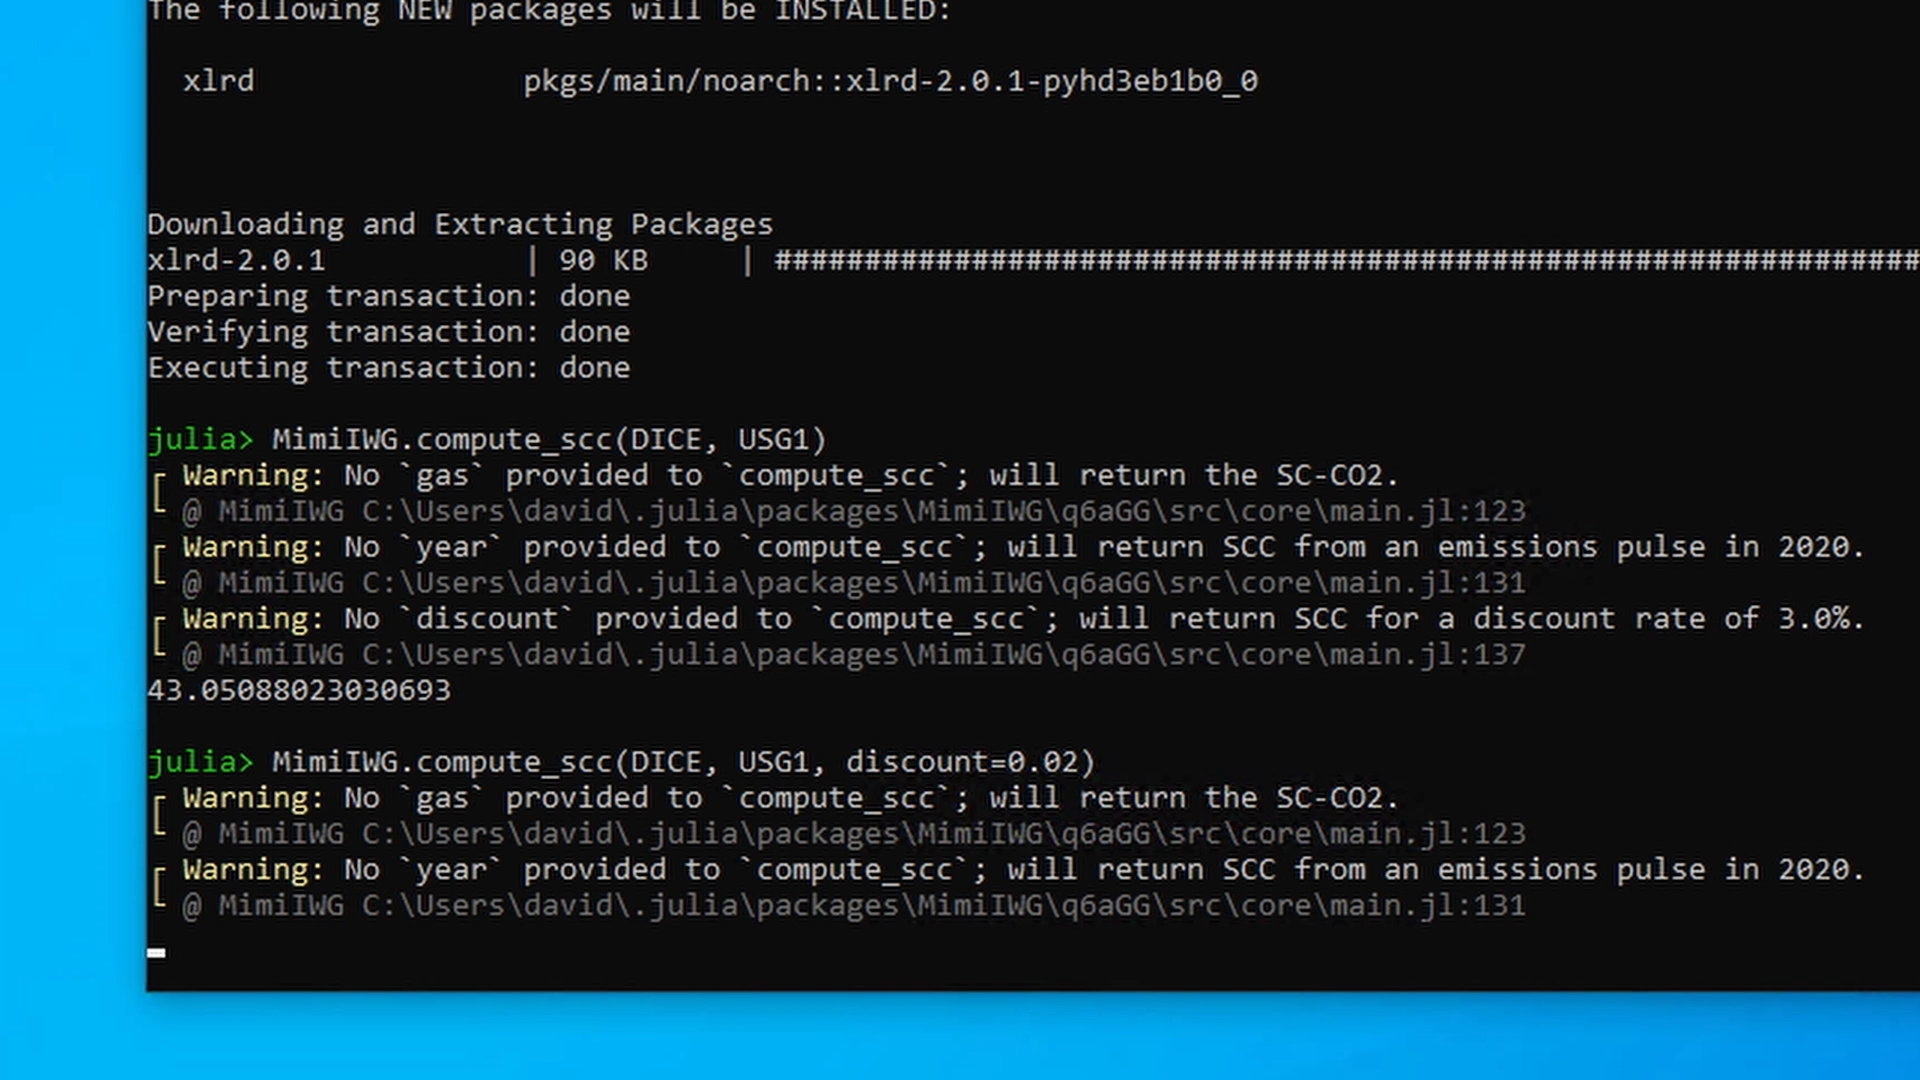 The following NEW packages will be INSTALLED:
xlrd pkgs/main/noarch::xlrd-2.0.1-pyhd3eb1b0_0
Downloading and Extracting Packages
xlrd-2.0.1 | 90 KB | ################################################################
Preparing transaction: done
Verifying transaction: done
Executing transaction: done
julia> MimiIWG.compute_scc(DICE, USG1)
[ Warning: No `gas` provided to `compute_scc`; will return the SC-CO2.
@ MimiIWG C:\Users\david\.julia\packages\MimiIWG\q6aGG\src\core\main.jl:123
[ Warning: No `year` provided to `compute_scc`; will return SCC from an emissions pulse in 2020.
@ MimiIWG C:\Users\david\.julia\packages\MimiIWG\q6aGG\src\core\main.jl:131
[ Warning: No `discount` provided to `compute_scc`; will return SCC for a discount rate of 3.0%.
@ MimiIWG C:\Users\david\.julia\packages\MimiIWG\q6aGG\src\core\main.jl:137
43.05088023030693
julia> MimiIWG.compute_scc(DICE, USG1, discount=0.02)
[ Warning: No `gas` provided to `compute_scc`; will return the SC-CO2.
@ MimiIWG C:\Users\david\.julia\packages\MimiIWG\q6aGG\src\core\main.jl:123
[ Warning: No `year` provided to `compute_scc`; will return SCC from an emissions pulse in 2020.
@ MimiIWG C:\Users\david\.julia\packages\MimiIWG\q6aGG\src\core\main.jl:131